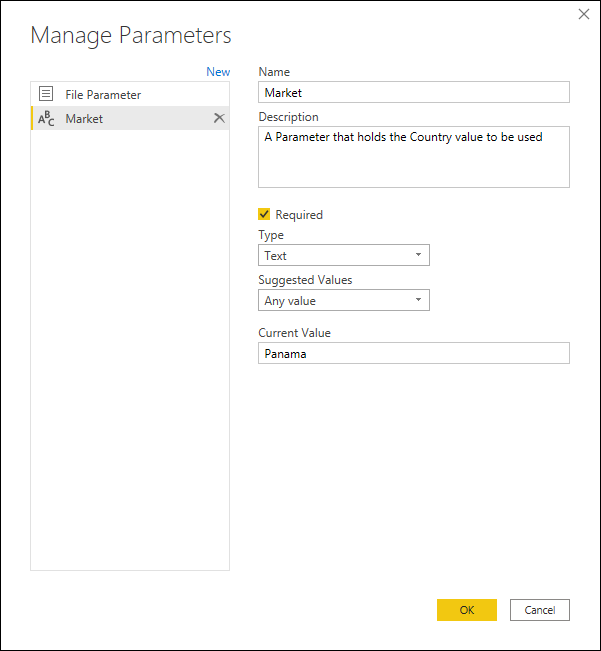 Manage Parameters
New
File Parameter
ABC
Market
Name
Market
Description
A Parameter that holds the Country value to be used
Required
Type
Text
Suggested Values
Any value
Current Value
Panama
OK
Cancel